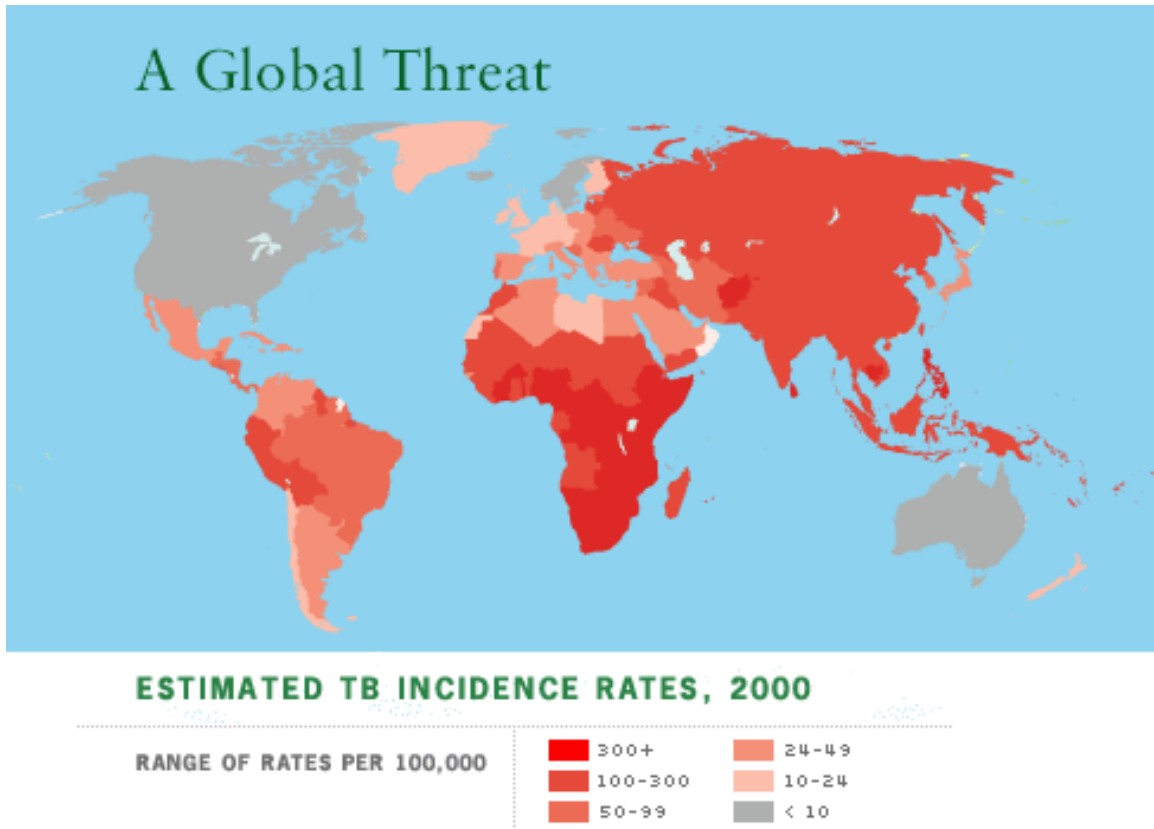 A Global Threat
ESTIMATED TB INCIDENCE RATES, 2000
RANGE OF RATES PER 100,000
300+
100-300
50-99
24-49
10-24
< 10